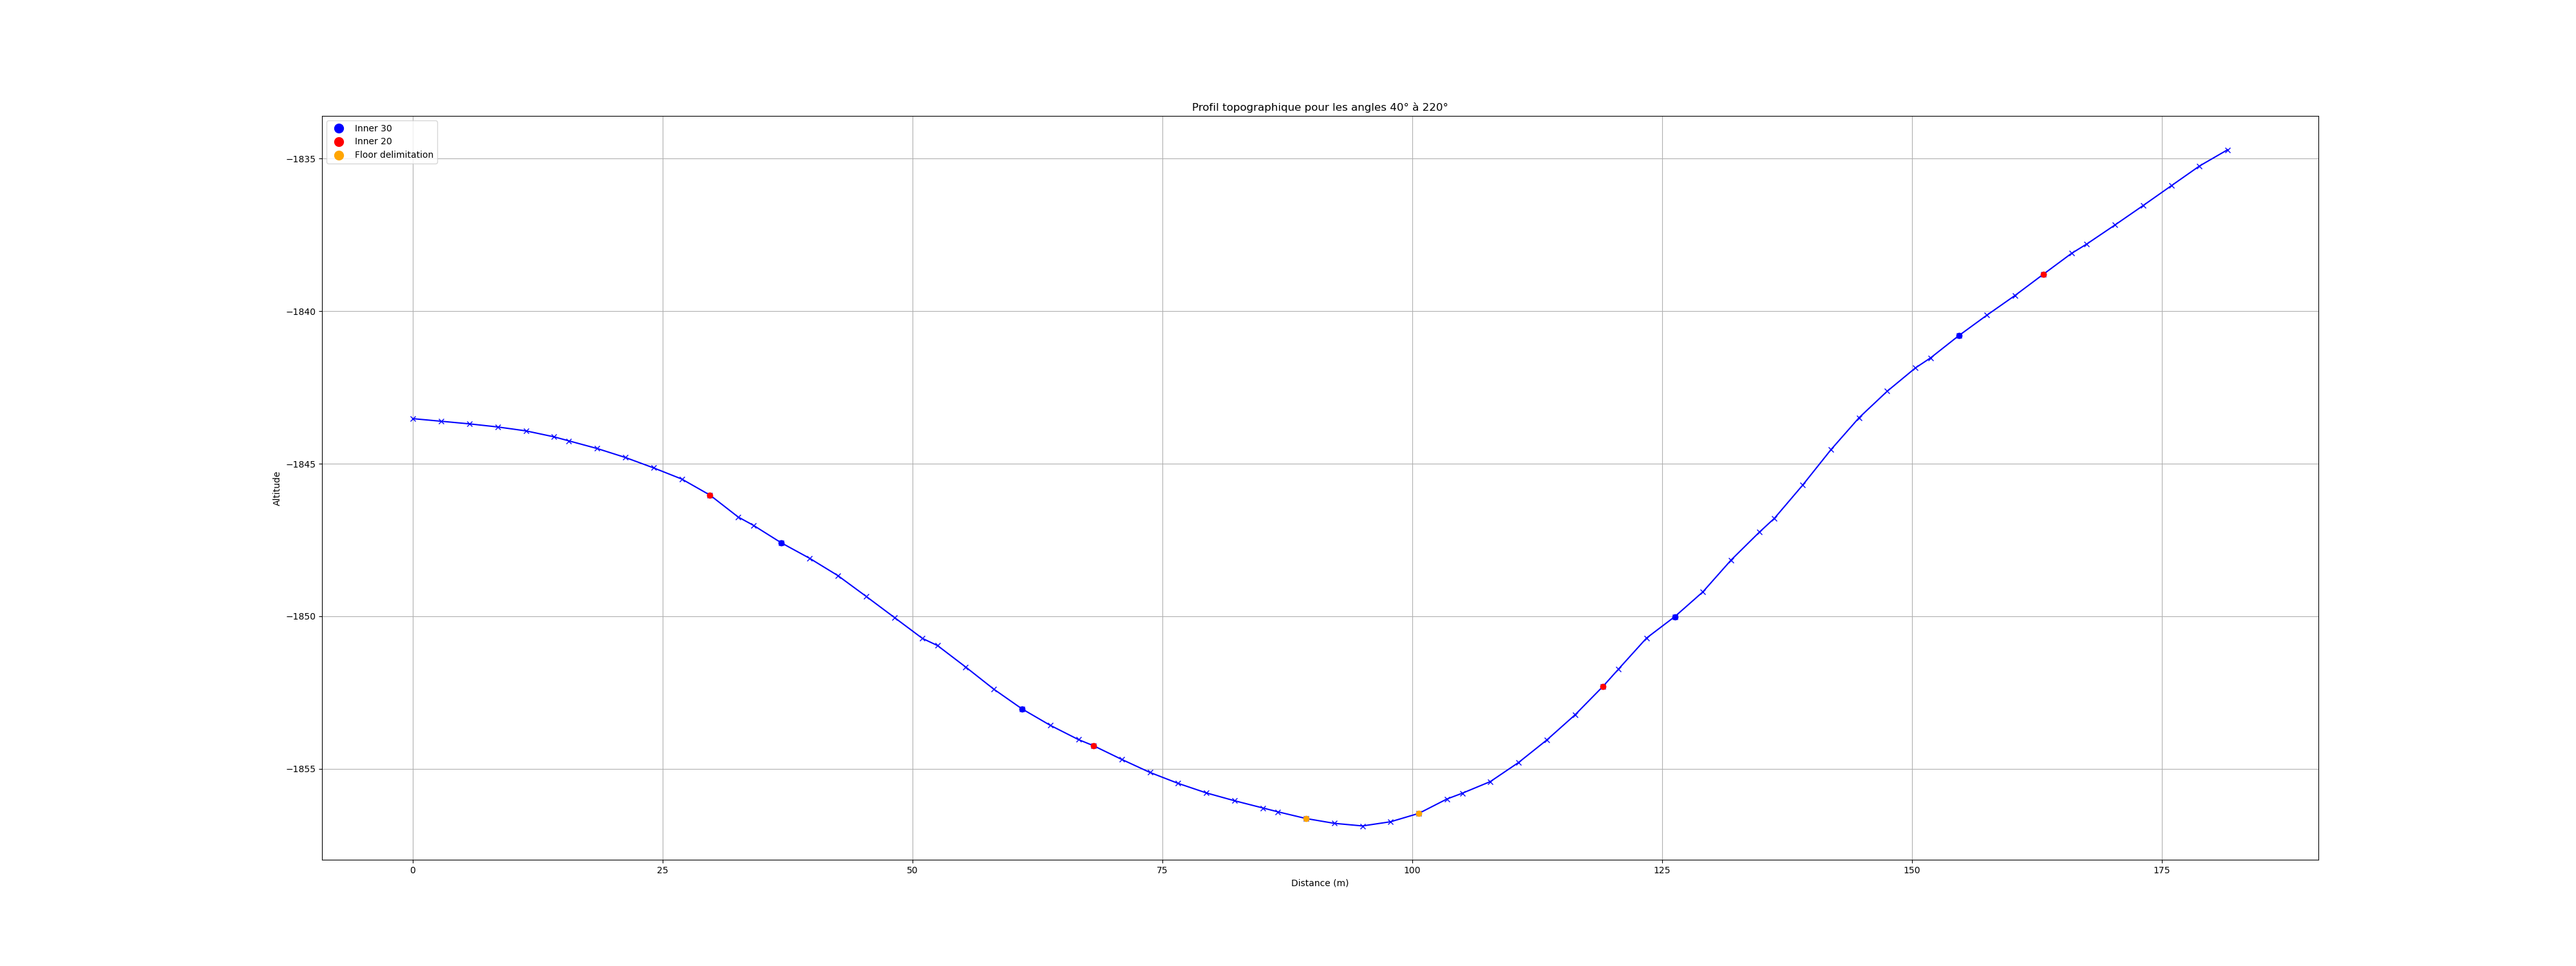 Profil topographique pour les angles 40° à 220°
Inner 30
Inner 20
Floor delimitation
−1835
−1840
−1845
−1850
−1855
Altitude
0 25 50 75 100 125 150 175
Distance (m)